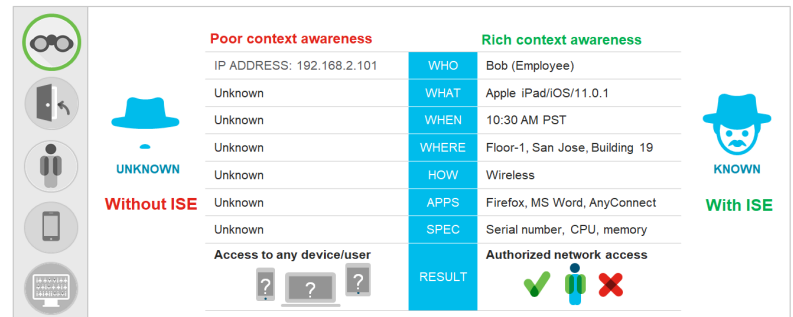 Poor context awareness
Rich context awareness
IP ADDRESS: 192.168.2.101 WHO Bob (Employee)
Unknown WHAT Apple iPad/iOS/11.0.1
Unknown WHEN 10:30 AM PST
Unknown WHERE Floor-1, San Jose, Building 19
Unknown HOW Wireless
Unknown APPS Firefox, MS Word, AnyConnect
Unknown SPEC Serial number, CPU, memory
Access to any device/user RESULT Authorized network access
? ? ?
UNKNOWN
Without ISE
KNOWN
With ISE